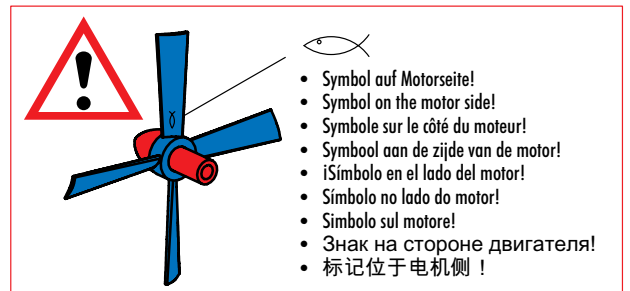 • Symbol auf Motorseite!
• Symbol on the motor side!
• Symbole sur le côté du moteur!
• Symbool aan de zijde van de motor!
• ¡Símbolo en el lado del motor!
• Símbolo no lado do motor!
• Simbolo sul motore!
• Знак на стороне двигателя!
• 标记位于电机侧！